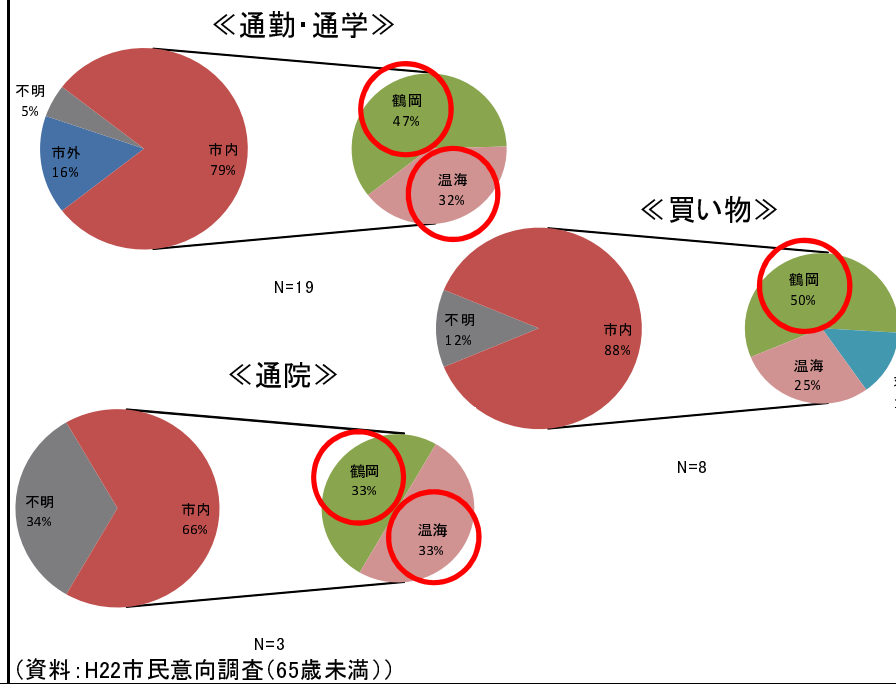 ≪通勤・通学≫
不明
5%
市外
16%
市内
79%
鶴岡
47%
温海
32%
N=19
≪買い物≫
不明
12%
市内
88%
鶴岡
50%
温海
25%
N=8
≪通院≫
不明
34%
市内
66%
鶴岡
33%
温海
33%
N=3
(資料:H22市民意向調査(65歳未満))